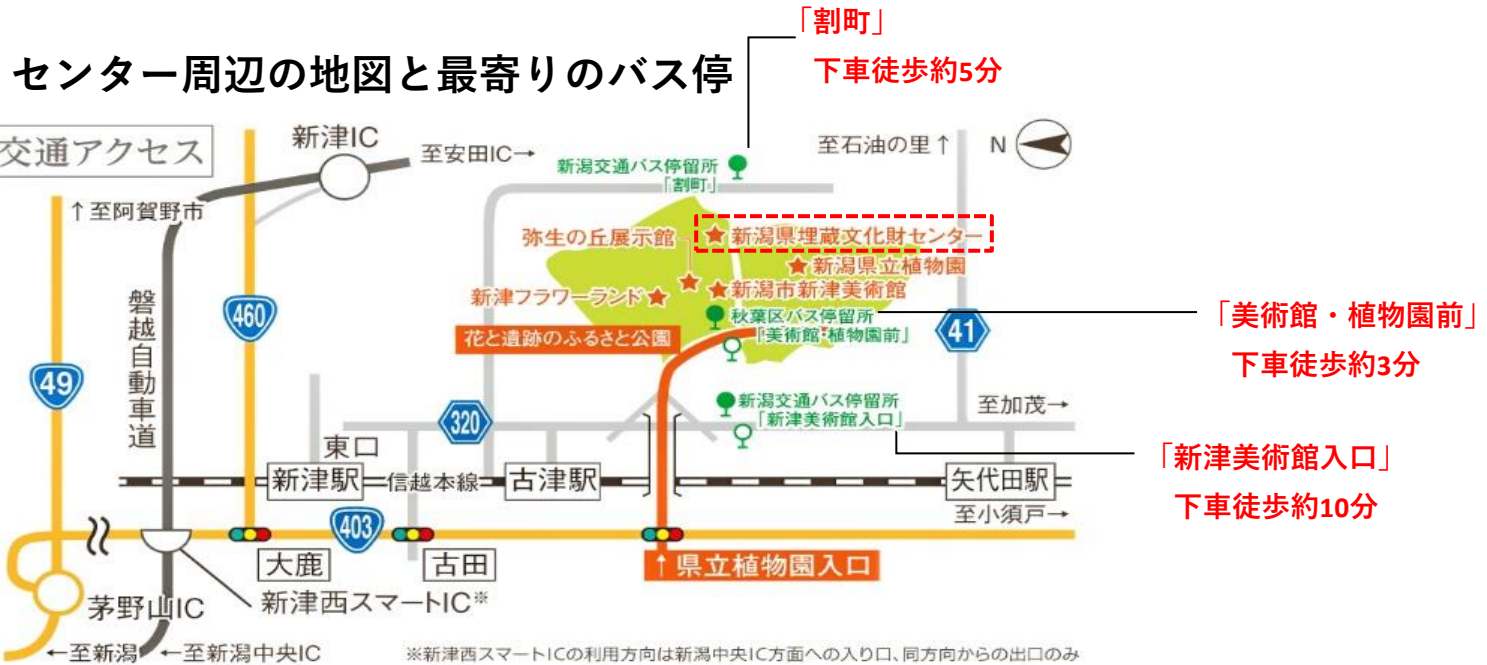 「割町」
下車徒歩約5分
センター周辺の地図と最寄りのバス停
交通アクセス
新津IC
至安田IC→
新潟交通バス停留所
「割町」
至石油の里↑
N
↑至阿賀野市
弥生の丘展示館
新潟県埋蔵文化財センター
新潟県立植物園
新津フラワーランド
新潟市新津美術館
磐越自動車道
460
秋葉区バス停留所
「美術館・植物園前」
花と遺跡のふるさと公園
41
「美術館・植物園前」
下車徒歩約3分
49
320
新潟交通バス停留所
「新津美術館入口」
至加茂→
東口
新津駅
信越本線
古津駅
矢代田駅
「新津美術館入口」
下車徒歩約10分
至小須戸→
403
大鹿
古田
↑県立植物園入口
茅野山IC
新津西スマートIC※
←至新潟
←至新潟中央IC
※新津西スマートICの利用方向は新潟中央IC方面への入り口、同方向からの出口のみ